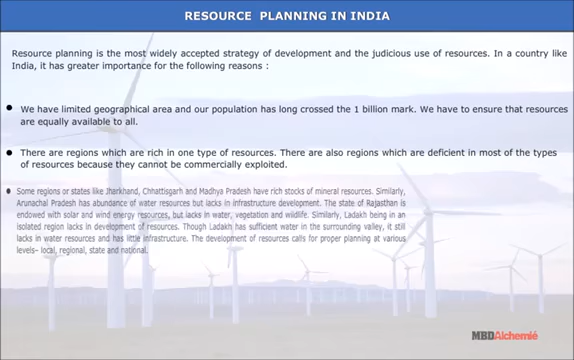 RESOURCE PLANNING IN INDIA
Resource planning is the most widely accepted strategy of development and the judicious use of resources. In a country like
India, it has greater importance for the following reasons :
We have limited geographical area and our population has long crossed the 1 billion mark. We have to ensure that resources
are equally available to all.
There are regions which are rich in one type of resources. There are also regions which are deficient in most of the types
of resources because they cannot be commercially exploited.
Some regions or states like Jharkhand, Chhattisgarh and Madhya Pradesh have rich stocks of mineral resources. Similarly,
Arunachal Pradesh has abundance of water resources but lacks in infrastructure development. The state of Rajasthan is
endowed with solar and wind energy resources, but lacks in water, vegetation and wildlife. Similarly, Ladakh being in an
isolated region lacks in development of resources. Though Ladakh has sufficient water in the surrounding valley, it still
lacks in water resources and has little infrastructure. The development of resources calls for proper planning at various
levels– local, regional, state and national.
MBDAlchemié